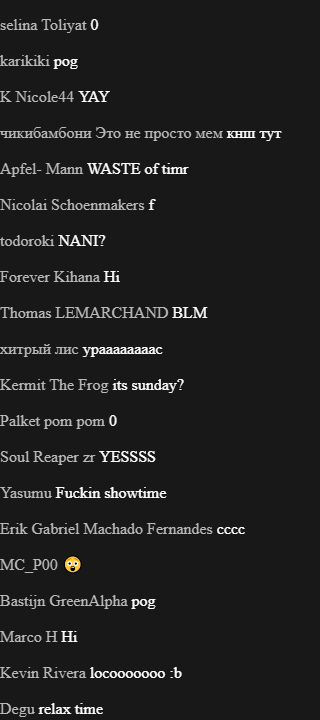 selina Toliyat 0
karikiki pog
K Nicole44 YAY
чикибамбони Это не просто мем книш тут
Apfel- Mann WASTE of timr
Nicolai Schoenmakers f
todoroki NANI?
Forever Kihana Hi
Thomas LEMARCHAND BLM
хитрый лис урааааааас
Kermit The Frog its sunday?
Palket pom pom 0
Soul Reaper zr YESSSS
Yasumu Fuckin showtime
Erik Gabriel Machado Fernandes cccc
MC_P00 😲
Bastijn GreenAlpha pog
Marco H Hi
Kevin Rivera locooooooo :b
Degu relax time